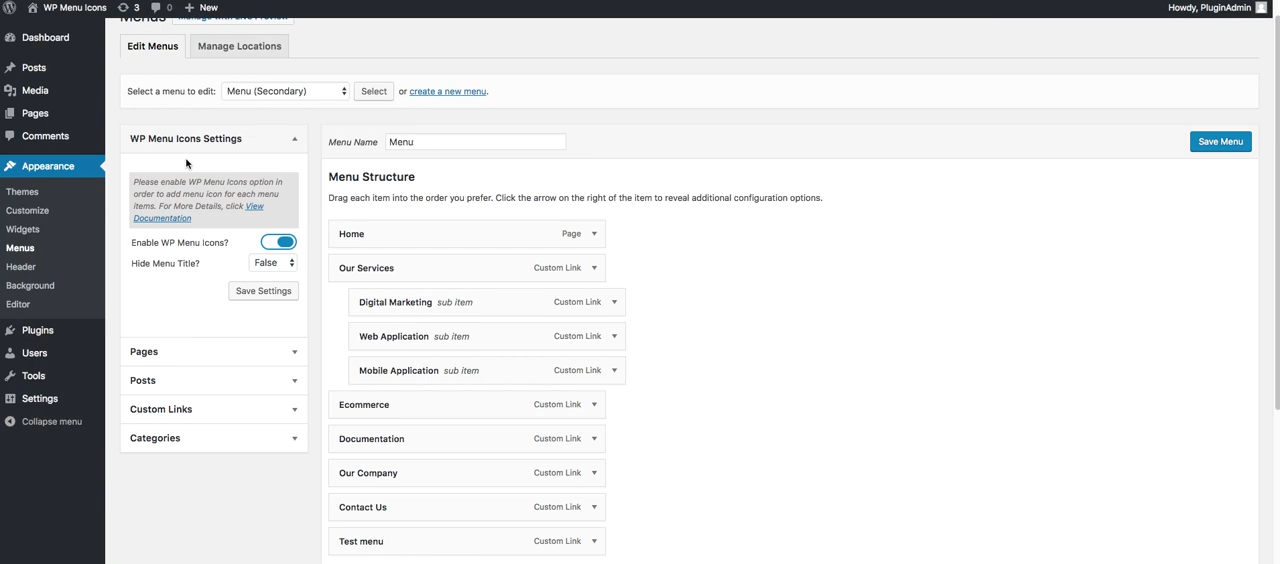 WP Menu Icons 3 0 New Howdy, PluginAdmin
Menus Manage with Live Preview
Dashboard
Posts
Media
Pages
Comments
Appearance
Themes
Customize
Widgets
Menus
Header
Background
Editor
Plugins
Users
Tools
Settings
Collapse menu
Edit Menus Manage Locations
Select a menu to edit: Menu (Secondary) Select or create a new menu.
WP Menu Icons Settings
Please enable WP Menu Icons option in
order to add menu icon for each menu
items. For More Details, click View
Documentation
Enable WP Menu Icons?
Hide Menu Title? False
Save Settings
Pages
Posts
Custom Links
Categories
Menu Name Menu Save Menu
Menu Structure
Drag each item into the order you prefer. Click the arrow on the right of the item to reveal additional configuration options.
Home Page
Our Services Custom Link
Digital Marketing sub item Custom Link
Web Application sub item Custom Link
Mobile Application sub item Custom Link
Ecommerce Custom Link
Documentation Custom Link
Our Company Custom Link
Contact Us Custom Link
Test menu Custom Link